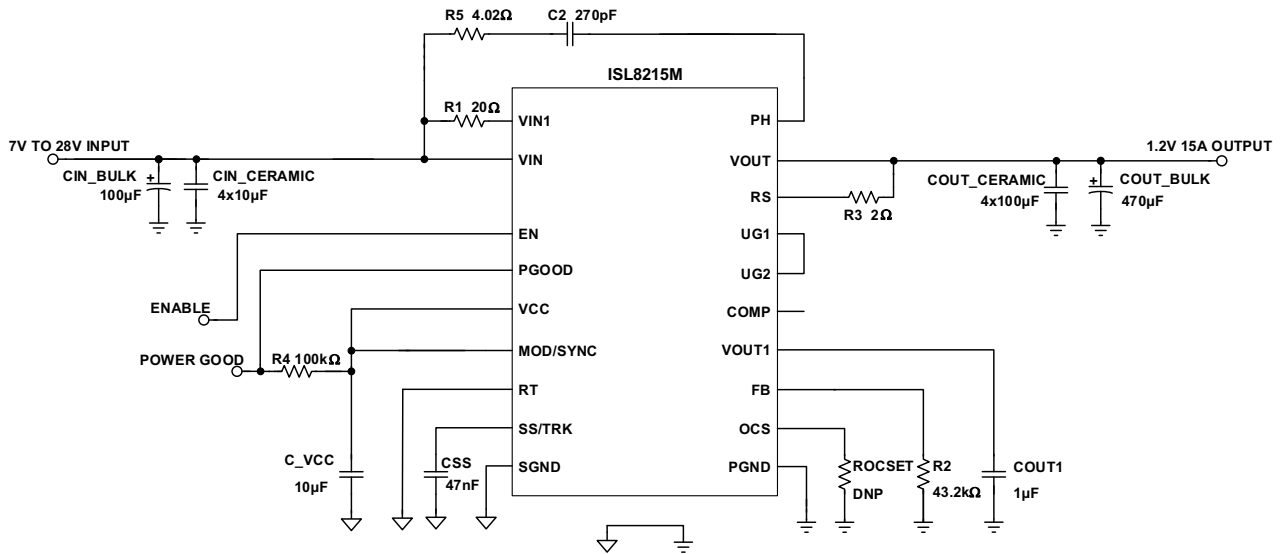 R5 4.02Ω
C2 270pF
ISL8215M
R1 20Ω
VIN1
PH
7V TO 28V INPUT
VIN
VOUT
1.2V 15A OUTPUT
CIN_BULK
100µF
+
CIN_CERAMIC
4x10µF
RS
R3 2Ω
COUT_CERAMIC
4x100µF
+
COUT_BULK
470µF
EN
UG1
PGOOD
UG2
ENABLE
VCC
COMP
POWER GOOD
R4 100kΩ
MOD/SYNC
VOUT1
RT
FB
SS/TRK
OCS
C_VCC
10µF
CSS
47nF
SGND
PGND
ROCSET
DNP
R2
43.2kΩ
COUT1
1µF